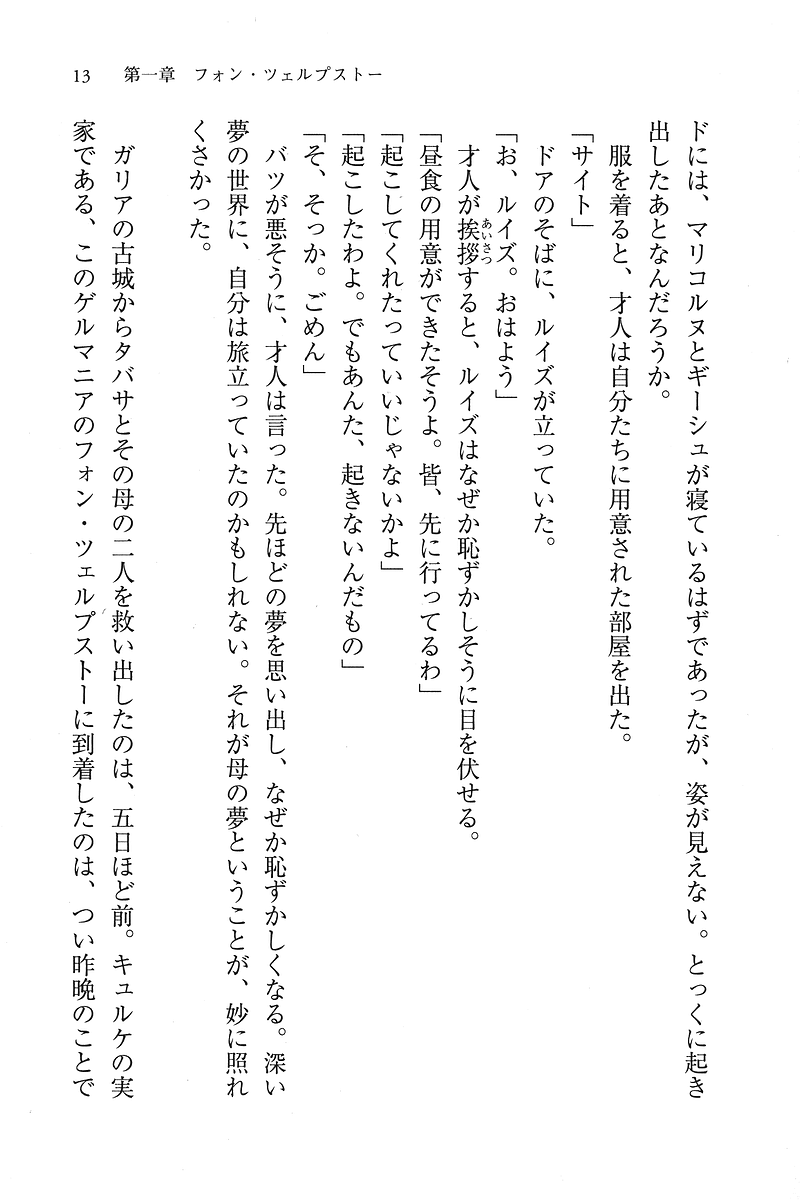 13　第一章　フォン・ツェルプストー
ドには、マリコルヌとギーシュが寝ているはずであったが、姿が見えない。とっくに起き
出したあとなんだろうか。
服を着ると、才人は自分たちに用意された部屋を出た。
「サイト」
ドアのそばに、ルイズが立っていた。
「お、ルイズ。おはよう」
才人が挨拶すると、ルイズはなぜか恥ずかしそうに目を伏せる。
あいさつ
「昼食の用意ができたそうよ。皆、先に行ってるわ」
「起こしてくれたっていいじゃないかよ」
「起こしたわよ。でもあんた、起きないんだもの」
「そ、そっか。ごめん」
バツが悪そうに、才人は言った。先ほどの夢を思い出し、なぜか恥ずかしくなる。深い
夢の世界に、自分は旅立っていたのかもしれない。それが母の夢ということが、妙に照れ
くさかった。
ガリアの古城からタバサとその母の二人を救い出したのは、五日ほど前。キュルケの実
家である、このゲルマニアのフォン・ツェルプストーに到着したのは、つい昨晩のことで